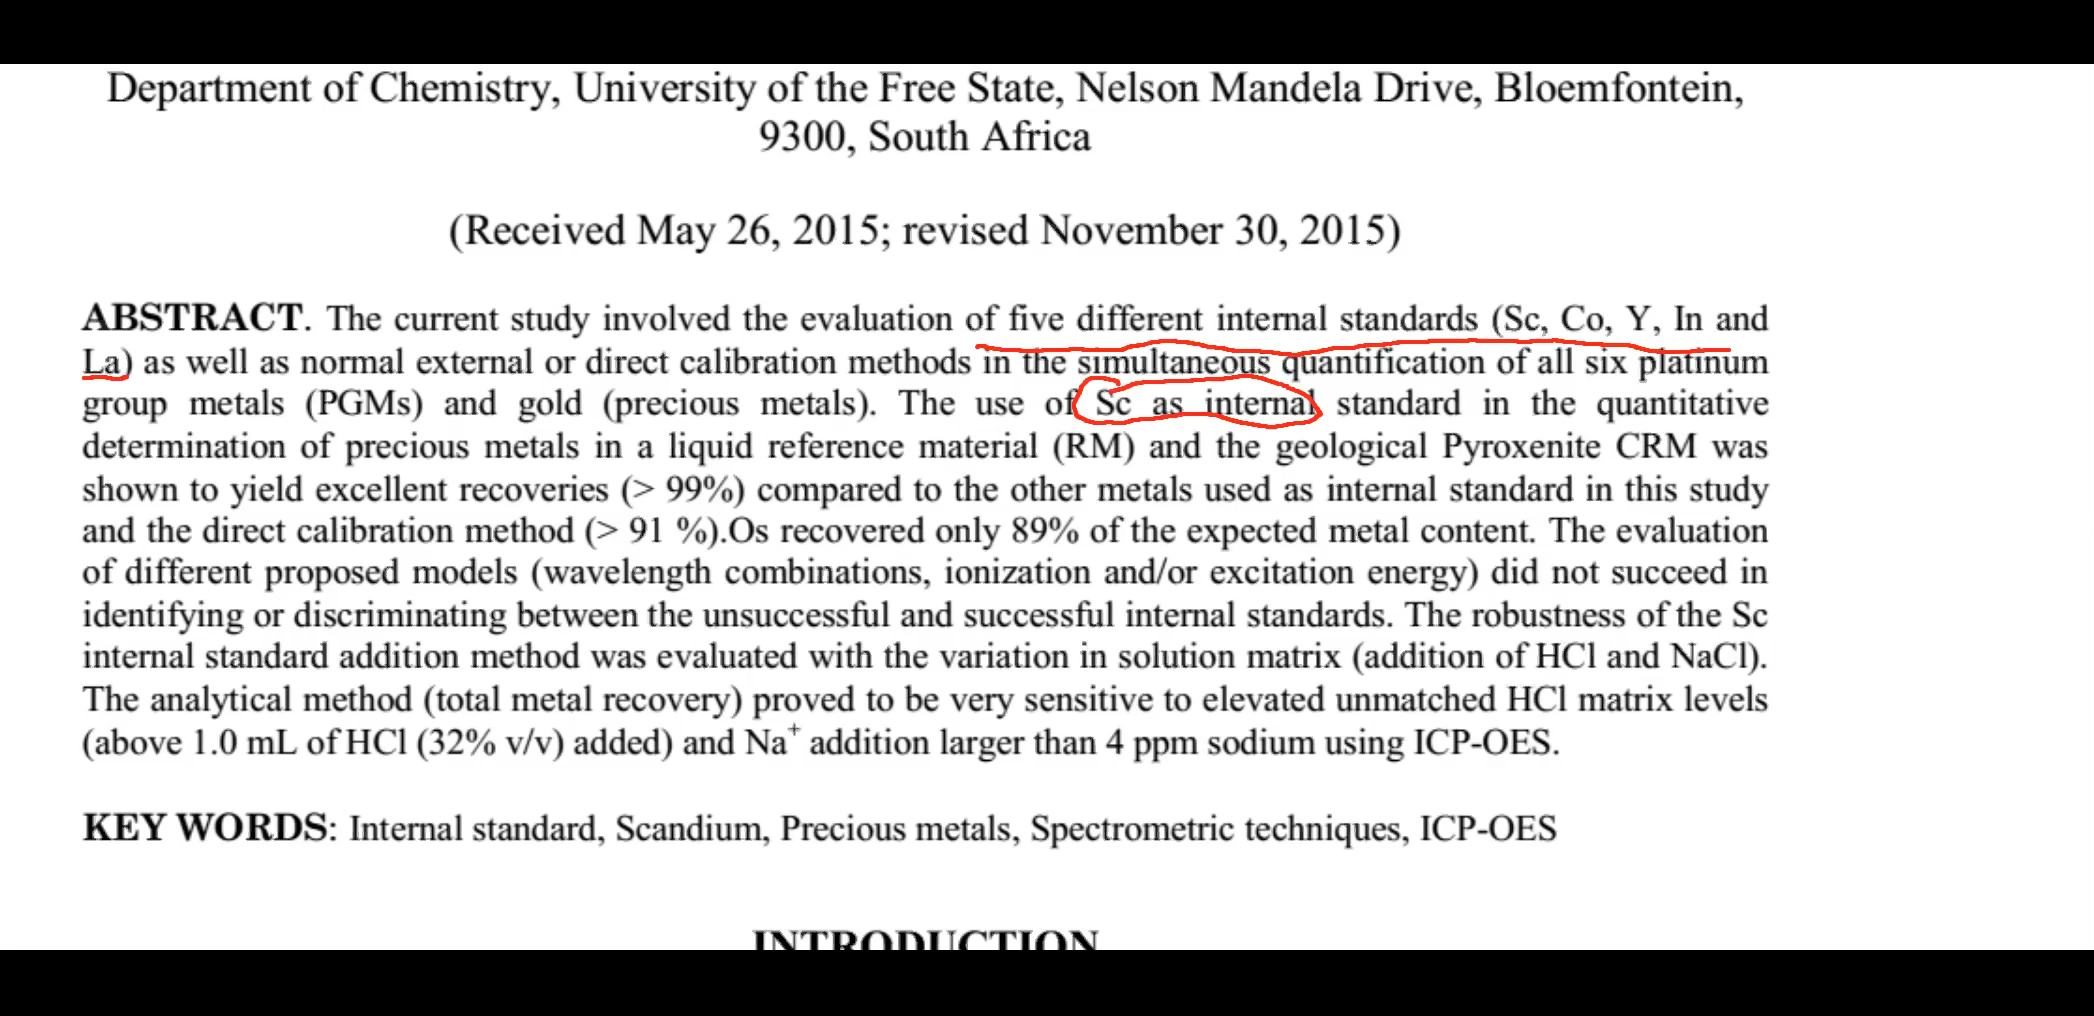 Department of Chemistry, University of the Free State, Nelson Mandela Drive, Bloemfontein,
9300, South Africa
(Received May 26, 2015; revised November 30, 2015)
ABSTRACT. The current study involved the evaluation of five different internal standards (Sc, Co, Y, In and
La) as well as normal external or direct calibration methods in the simultaneous quantification of all six platinum
group metals (PGMs) and gold (precious metals). The use of Sc as internal standard in the quantitative
determination of precious metals in a liquid reference material (RM) and the geological Pyroxenite CRM was
shown to yield excellent recoveries (> 99%) compared to the other metals used as internal standard in this study
and the direct calibration method (> 91 %).Os recovered only 89% of the expected metal content. The evaluation
of different proposed models (wavelength combinations, ionization and/or excitation energy) did not succeed in
identifying or discriminating between the unsuccessful and successful internal standards. The robustness of the Sc
internal standard addition method was evaluated with the variation in solution matrix (addition of HCl and NaCl).
The analytical method (total metal recovery) proved to be very sensitive to elevated unmatched HCl matrix levels
(above 1.0 mL of HCl (32% v/v) added) and Na⁺ addition larger than 4 ppm sodium using ICP-OES.
KEY WORDS: Internal standard, Scandium, Precious metals, Spectrometric techniques, ICP-OES
INTRODUCTION